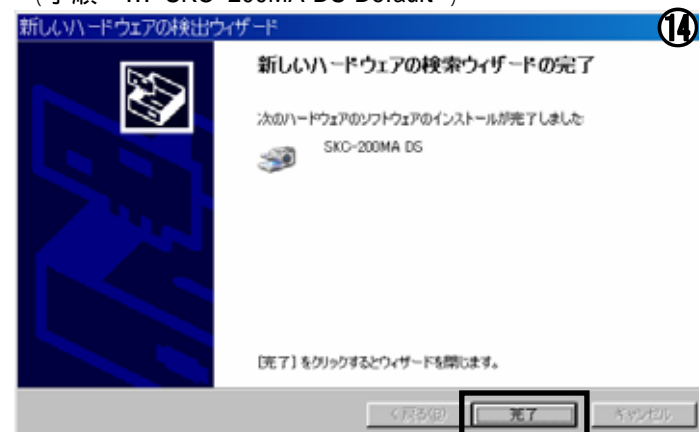 新しいハードウェアの検出ウィザード
⑭
新しいハードウェアの検索ウィザードの完了
次のハードウェアのソフトウェアのインストールが完了しました
SKC-200MA DS
[完了] をクリックするとウィザードを閉じます。
< 戻る(B)
完了
キャンセル